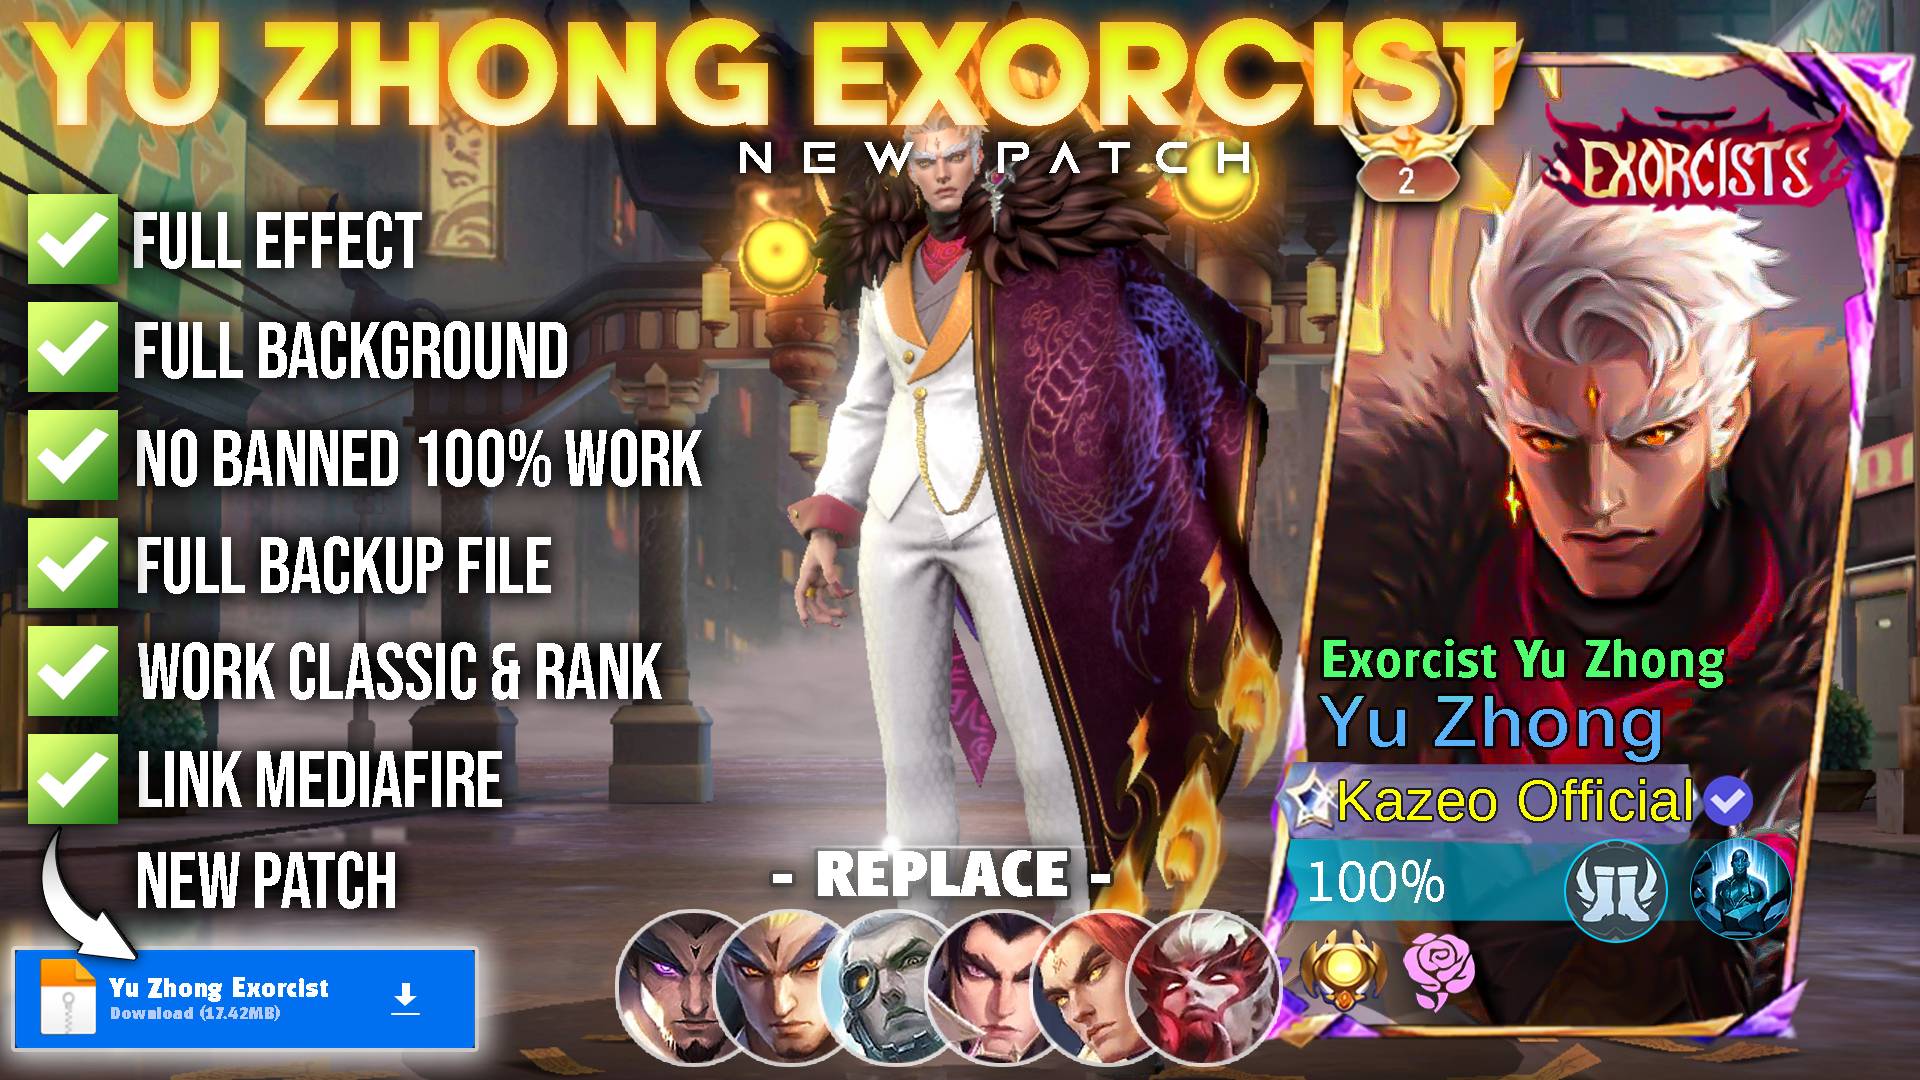 YU ZHONG EXORCIST
NEW PATCH
FULL EFFECT
FULL BACKGROUND
NO BANNED 100% WORK
FULL BACKUP FILE
WORK CLASSIC & RANK
LINK MEDIAFIRE
NEW PATCH
Yu Zhong Exorcist
Download (17.42MB)
- REPLACE -
2
EXORCISTS
Exorcist Yu Zhong
Yu Zhong
Kazeo Official
100%